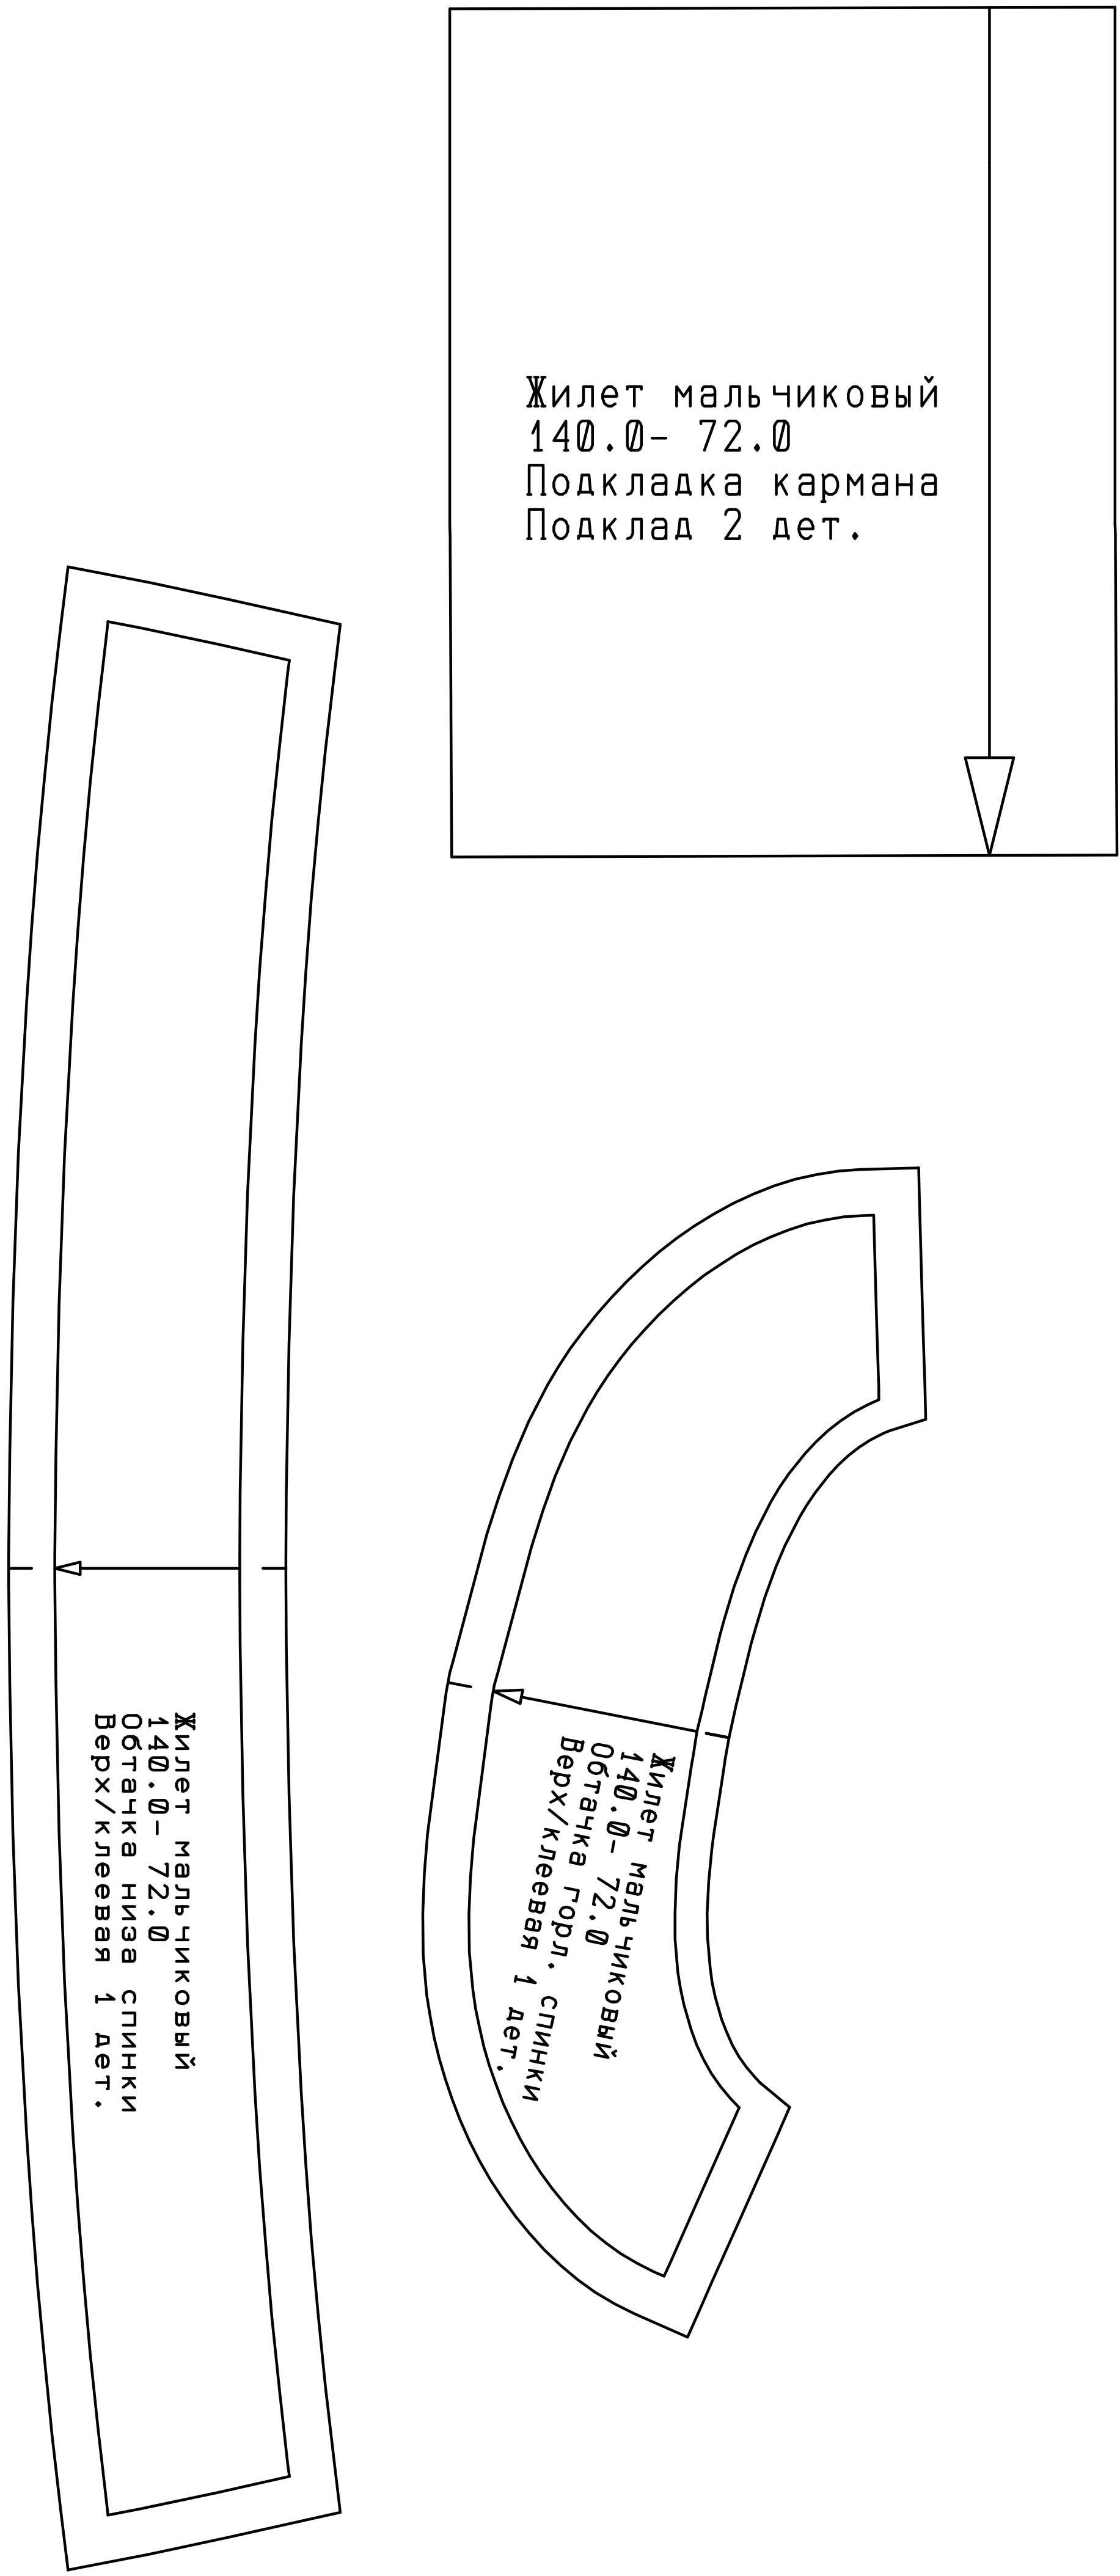 Жилет мальчиковый
140.0- 72.0
Подкладка кармана
Подклад 2 дет.
Жилет мальчиковый
140.0- 72.0
Обтачка низа спинки
Верх/клеевая 1 дет.
Жилет мальчиковый
140.0- 72.0
Обтачка горл. спинки
Верх/клеевая 1 дет.